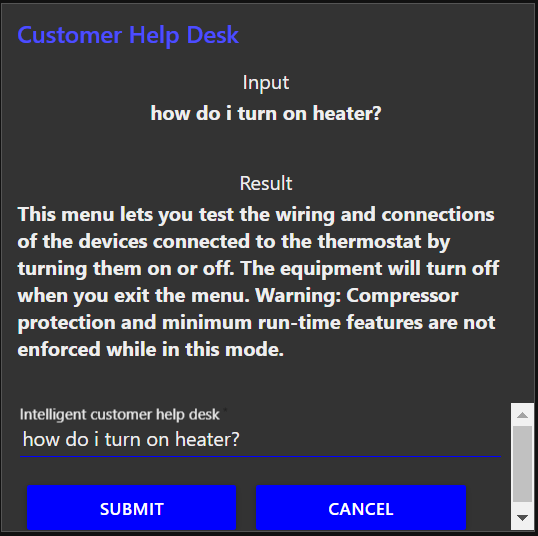 Customer Help Desk
Input
how do i turn on heater?
Result
This menu lets you test the wiring and connections
of the devices connected to the thermostat by
turning them on or off. The equipment will turn off
when you exit the menu. Warning: Compressor
protection and minimum run-time features are not
enforced while in this mode.
Intelligent customer help desk *
how do i turn on heater?
SUBMIT CANCEL